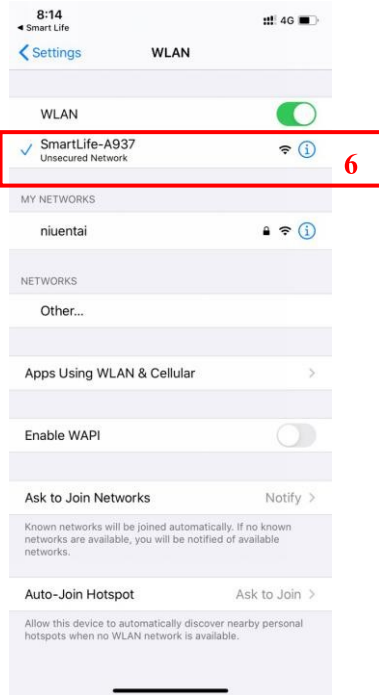 8:14
4G
◀ Smart Life
Settings
WLAN
WLAN
SmartLife-A937
Unsecured Network
6
MY NETWORKS
niuentai
NETWORKS
Other...
Apps Using WLAN & Cellular
Enable WAPI
Ask to Join Networks
Notify
Known networks will be joined automatically. If no known
networks are available, you will be notified of available
networks.
Auto-Join Hotspot
Ask to Join
Allow this device to automatically discover nearby personal
hotspots when no WLAN network is available.